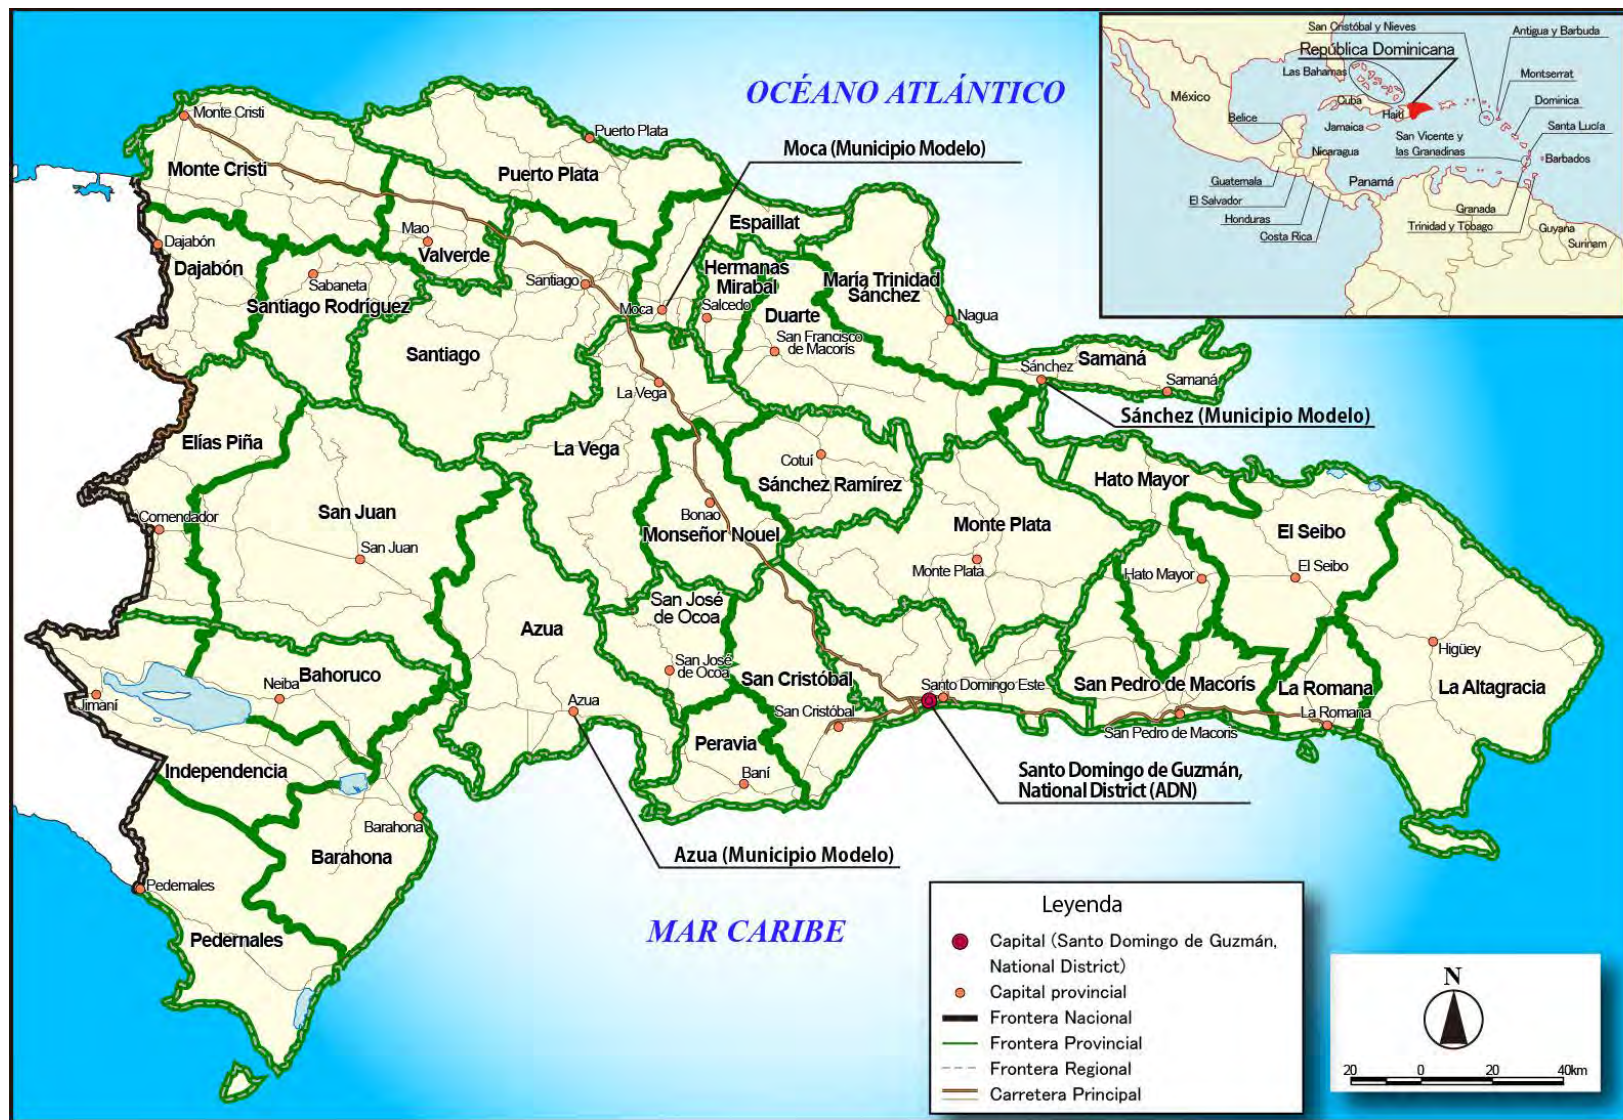 San Cristóbal y Nieves
Antigua y Barbuda
República Dominicana
Las Bahamas
Montserrat
México
Cuba
Dominica
Haití
Belice
Jamaica
Santa Lucía
San Vicente y
las Granadinas
Nicaragua
Barbados
Guatemala
Panamá
El Salvador
Granada
Honduras
Trinidad y Tobago
Guyana
Costa Rica
Surinam
OCÉANO ATLÁNTICO
Monte Cristi
Puerto Plata
Moca (Municipio Modelo)
Monte Cristi
Puerto Plata
Espaillat
Mao
Dajabón
Valverde
Dajabón
Hermanas
Mirabal
María Trinidad
Sánchez
Sabaneta
Santiago
Santiago Rodríguez
Moca
Salcedo
Duarte
Nagua
San Francisco
de Macorís
Santiago
Samaná
Sánchez
Samaná
La Vega
Sánchez (Municipio Modelo)
Elías Piña
La Vega
Cotuí
Sánchez Ramírez
Hato Mayor
San Juan
Bonao
Comendador
Monseñor Nouel
Monte Plata
El Seibo
San Juan
Monte Plata
Hato Mayor
El Seibo
San José
de Ocoa
Azua
Higüey
Bahoruco
San José
de Ocoa
Neiba
San Cristóbal
Santo Domingo Este
San Pedro de Macorís
La Romana
La Altagracia
Jimaní
Azua
San Cristóbal
La Romana
San Pedro de Macorís
Peravia
Independencia
Baní
Santo Domingo de Guzmán,
National District (ADN)
Barahona
Barahona
Azua (Municipio Modelo)
Pedernales
Pedernales
MAR CARIBE
Leyenda
Capital (Santo Domingo de Guzmán,
National District)
Capital provincial
Frontera Nacional
Frontera Provincial
Frontera Regional
Carretera Principal
N
20 0 20 40km